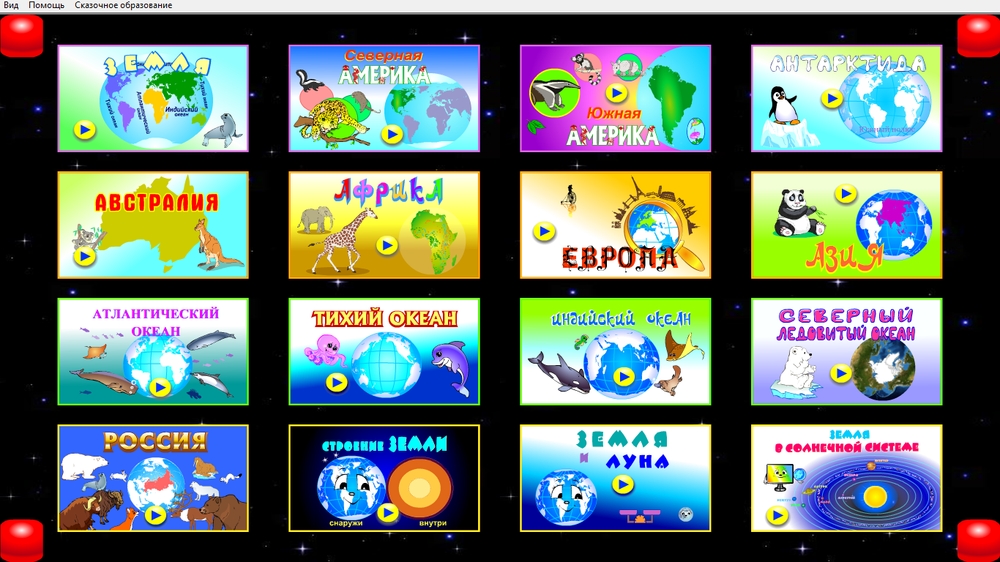 Вид Помощь Сказочное образование
ЗЕМЛЯ
Тихий океан
Атлантический океан
Индийский океан
Тихий океан
Северная
АМЕРИКА
Южная
АМЕРИКА
АНТАРКТИДА
Южный полюс
АВСТРАЛИЯ
АФРИКА
ЕВРОПА
АЗИЯ
АТЛАНТИЧЕСКИЙ
ОКЕАН
ТИХИЙ ОКЕАН
ИНДИЙСКИЙ ОКЕАН
СЕВЕРНЫЙ
ЛЕДОВИТЫЙ ОКЕАН
РОССИЯ
СТРОЕНИЕ ЗЕМЛИ
снаружи внутри
ЗЕМЛЯ
И ЛУНА
ЗЕМЛЯ
В СОЛНЕЧНОЙ СИСТЕМЕ